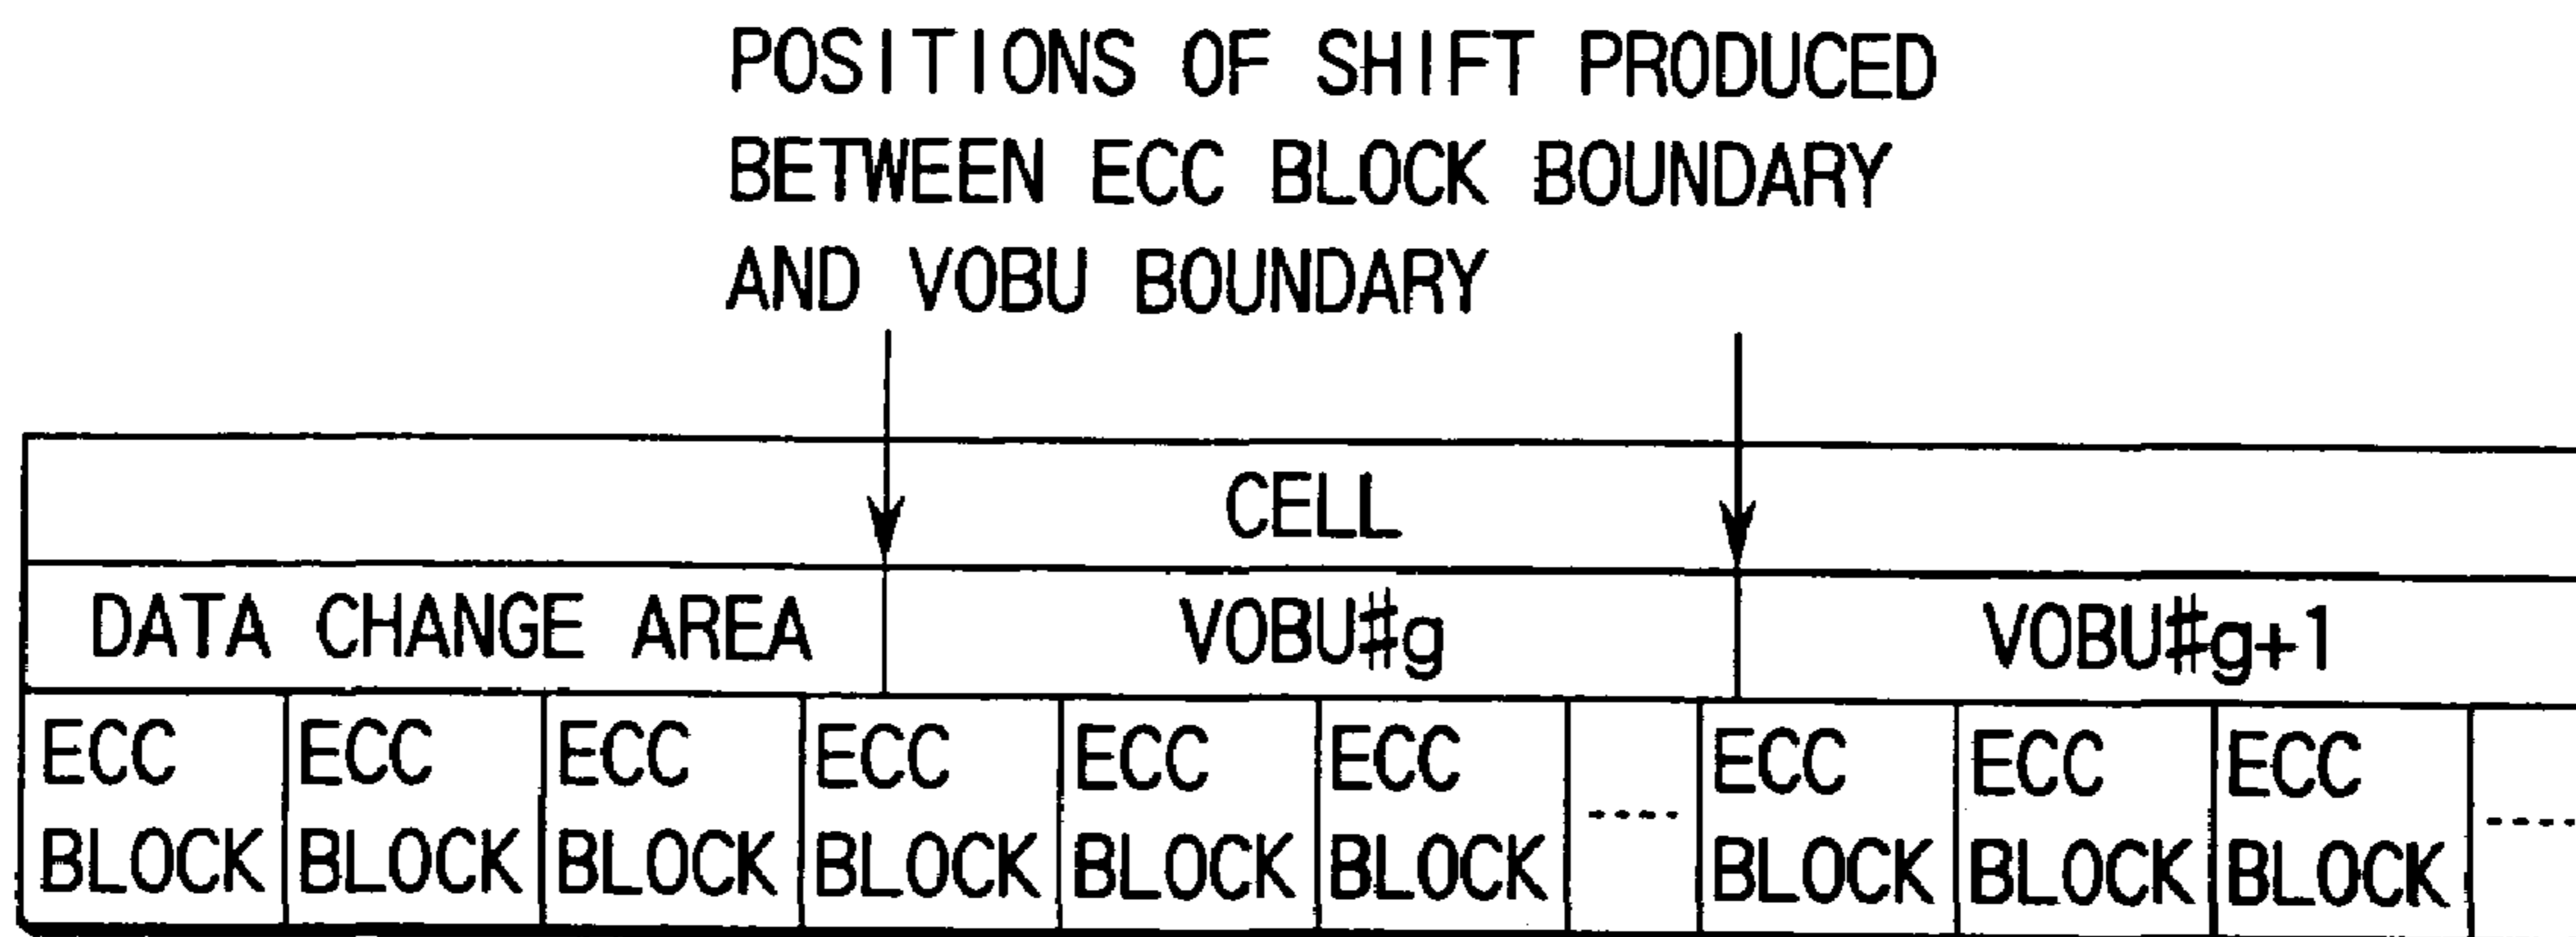 POSITIONS OF SHIFT PRODUCED
BETWEEN ECC BLOCK BOUNDARY
AND VOBU BOUNDARY
CELL
DATA CHANGE AREA VOBU#g VOBU#g+1
ECC ECC ECC ECC ECC ECC ECC ECC ECC
BLOCK BLOCK BLOCK BLOCK BLOCK BLOCK ---- BLOCK BLOCK BLOCK ----